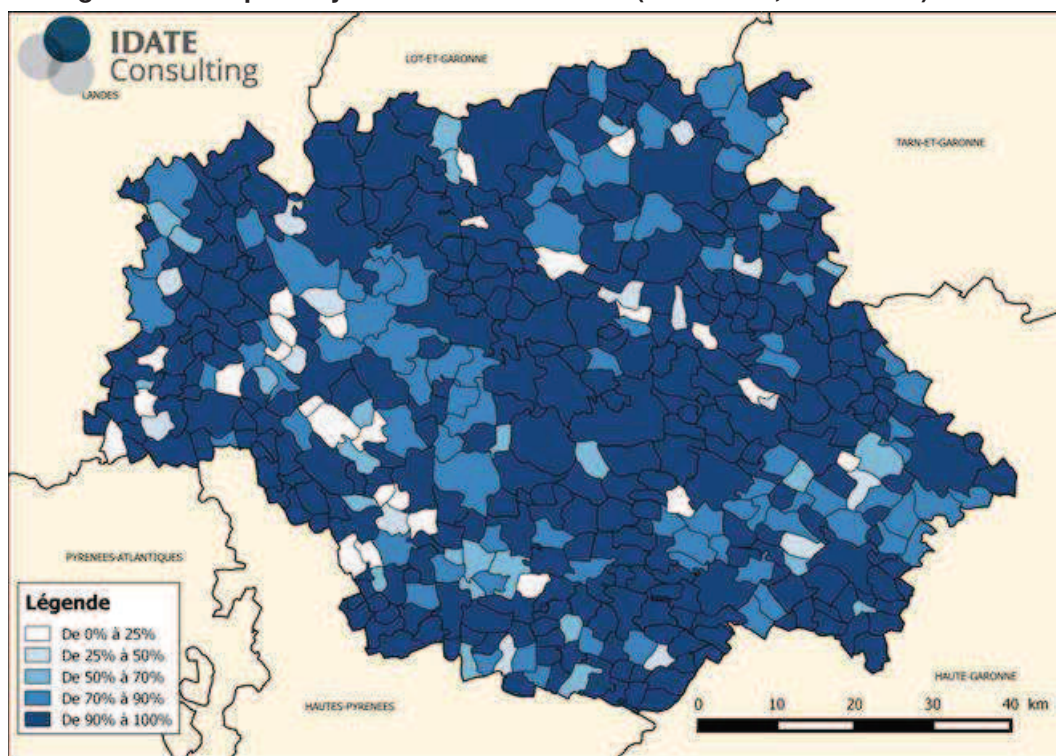 IDATE
Consulting
LOT-ET-GARONNE
LANDES
TARN-ET-GARONNE
PYRENEES-ATLANTIQUES
Légende
De 0% à 25%
De 25% à 50%
De 50% à 70%
De 70% à 90%
De 90% à 100%
HAUTES-PYRENEES
HAUTE-GARONNE
0 10 20 30 40 km